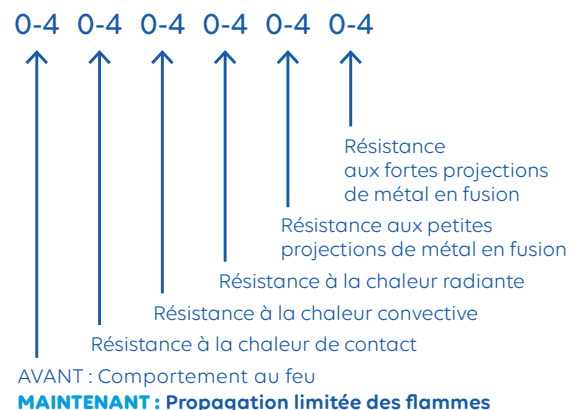 0-4 0-4 0-4 0-4 0-4 0-4
Résistance
aux fortes projections
de métal en fusion
Résistance aux petites
projections de métal en fusion
Résistance à la chaleur radiante
Résistance à la chaleur convective
Résistance à la chaleur de contact
AVANT : Comportement au feu
MAINTENANT : Propagation limitée des flammes